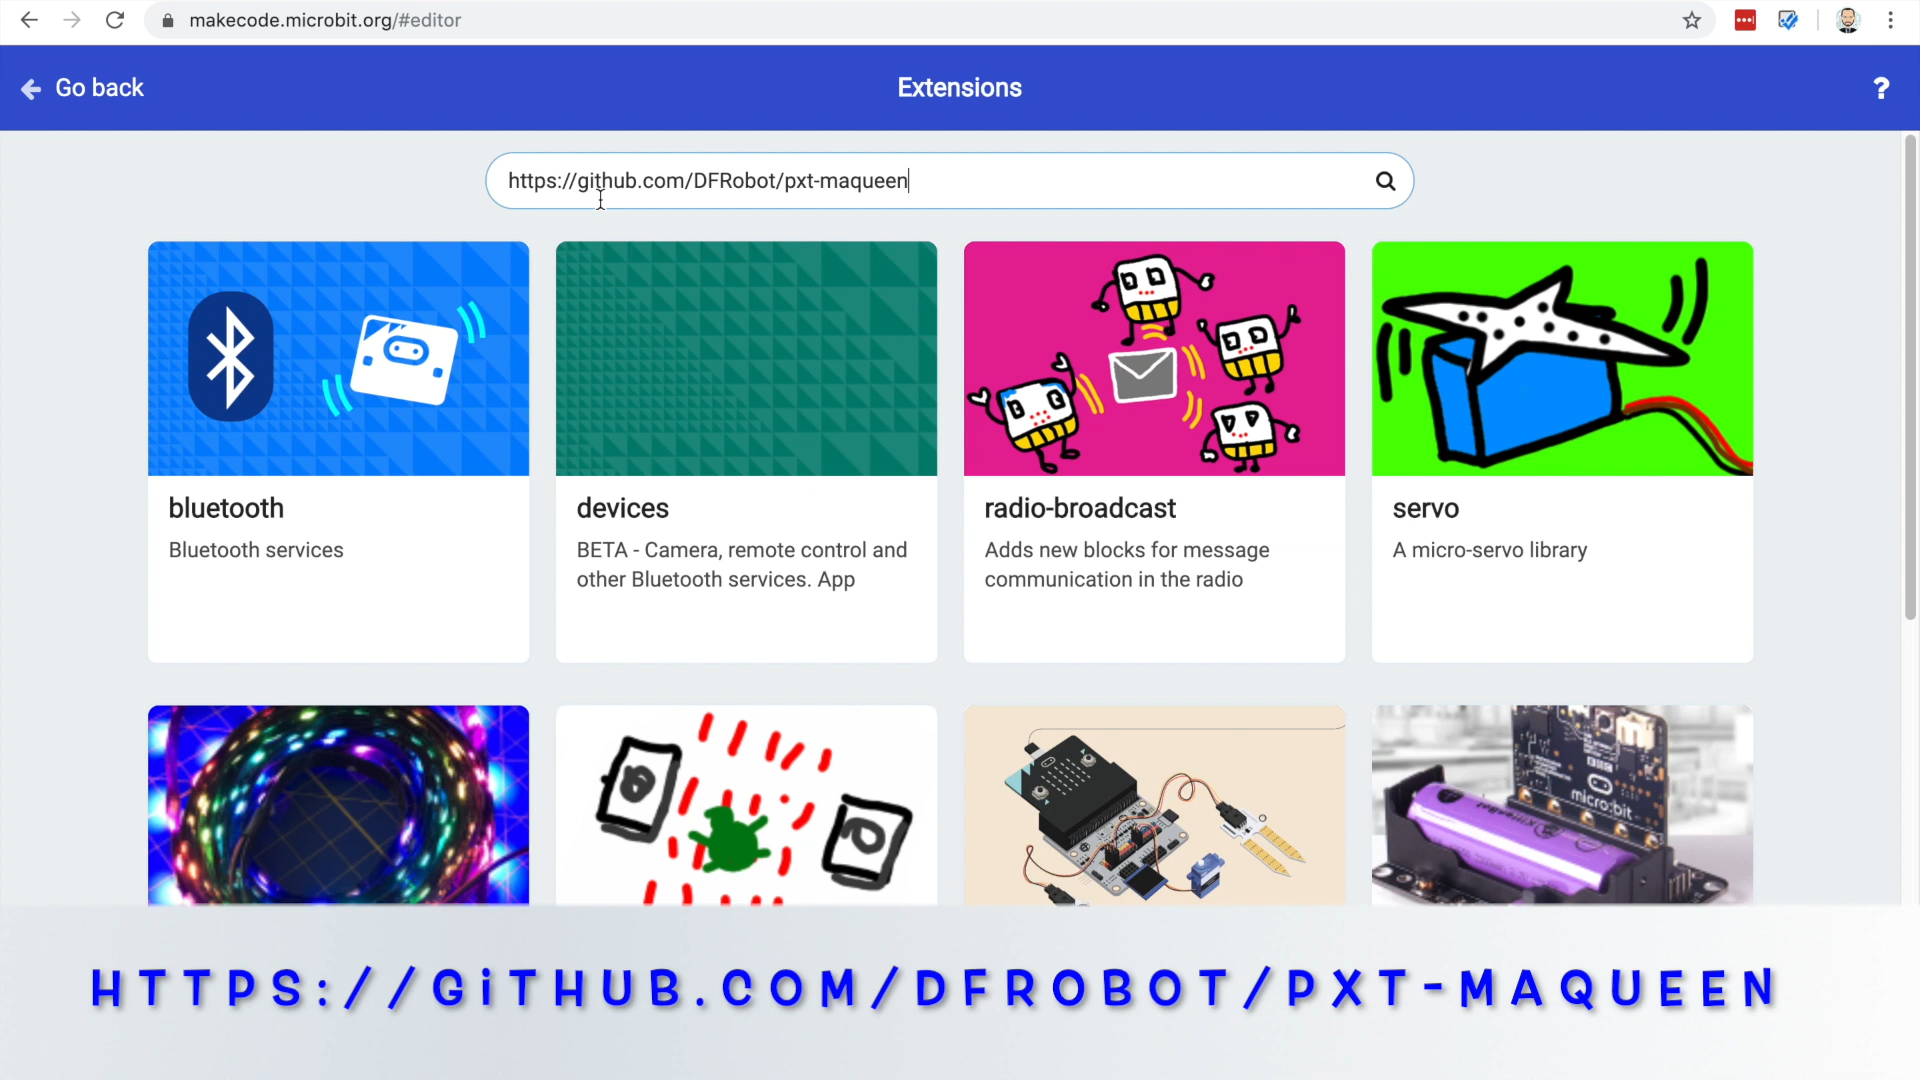 makecode.microbit.org/#editor
Go back
Extensions
?
https://github.com/DFRobot/pxt-maqueen
bluetooth
Bluetooth services
devices
BETA - Camera, remote control and
other Bluetooth services. App
radio-broadcast
Adds new blocks for message
communication in the radio
servo
A micro-servo library
micro:bit
HTTPS://GITHUB.COM/DFROBOT/PXT-MAQUEEN